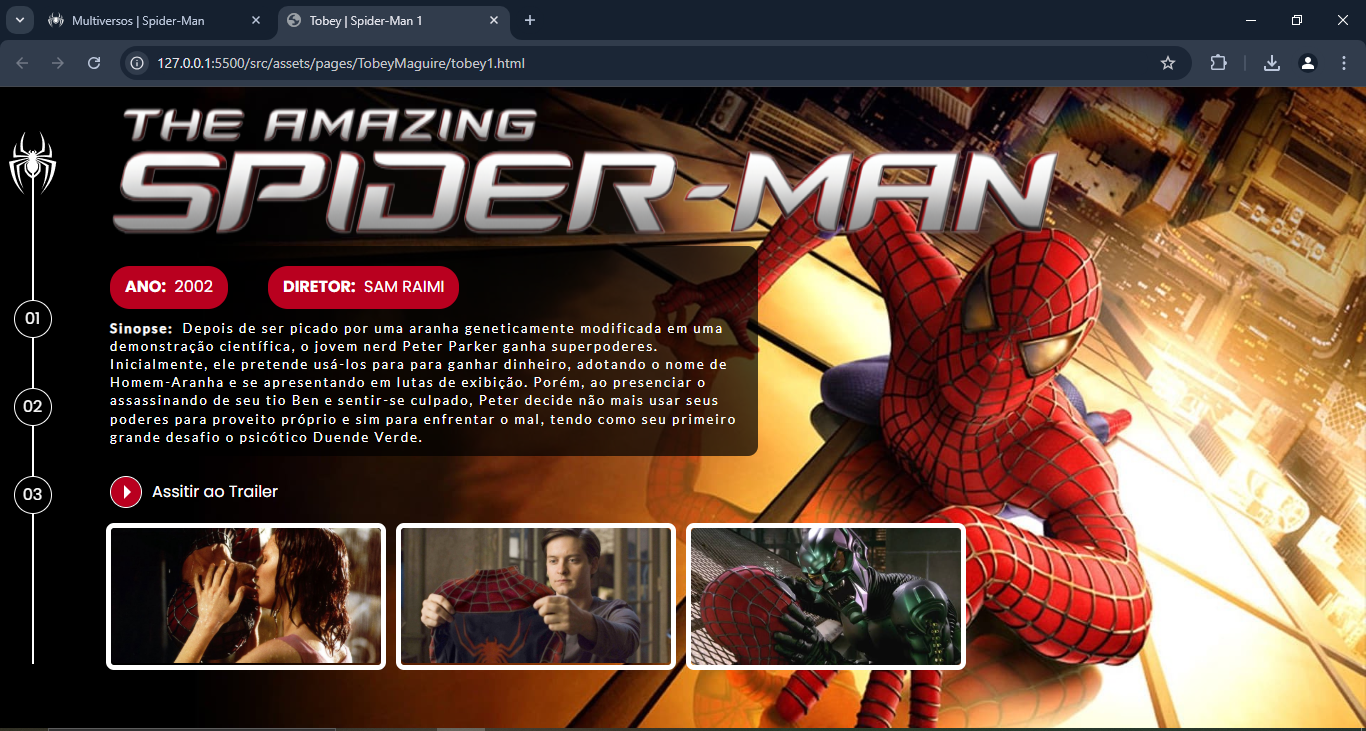 Multiversos | Spider-Man
Tobey | Spider-Man 1
127.0.0.1:5500/src/assets/pages/TobeyMaguire/tobey1.html
THE AMAZING
SPIDER-MAN
ANO: 2002
DIRETOR: SAM RAIMI
01
Sinopse: Depois de ser picado por uma aranha geneticamente modificada em uma
demonstração científica, o jovem nerd Peter Parker ganha superpoderes.
Inicialmente, ele pretende usá-los para para ganhar dinheiro, adotando o nome de
Homem-Aranha e se apresentando em lutas de exibição. Porém, ao presenciar o
assassinando de seu tio Ben e sentir-se culpado, Peter decide não mais usar seus
poderes para proveito próprio e sim para enfrentar o mal, tendo como seu primeiro
grande desafio o psicótico Duende Verde.
02
03
Assitir ao Trailer